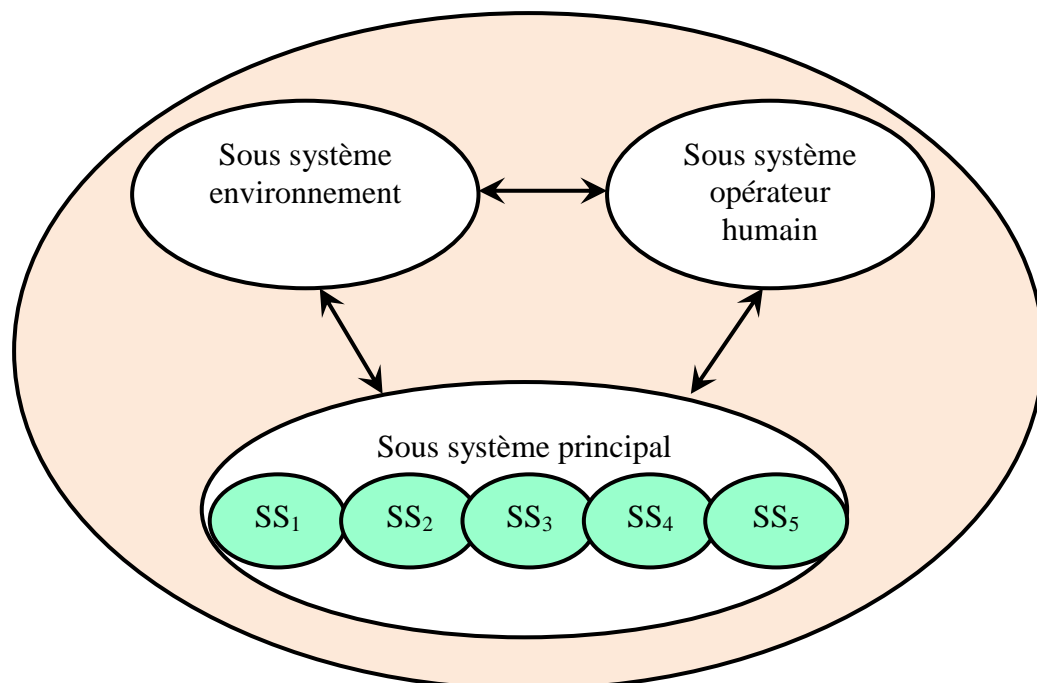 Sous système
environnement
Sous système
opérateur
humain
Sous système principal
SS₁ SS₂ SS₃ SS₄ SS₅